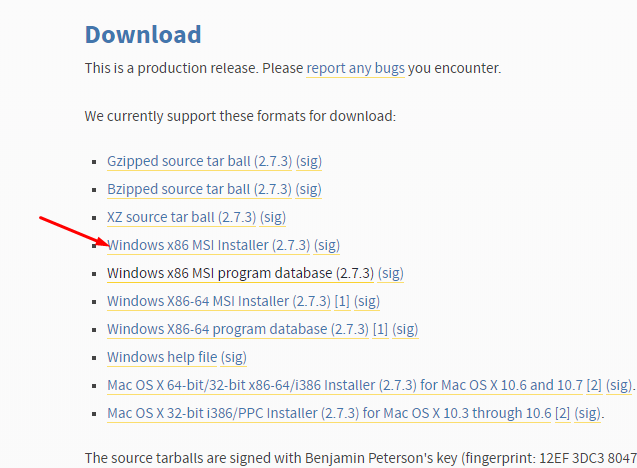 Download
This is a production release. Please report any bugs you encounter.
We currently support these formats for download:
Gzipped source tar ball (2.7.3) (sig)
Bzipped source tar ball (2.7.3) (sig)
XZ source tar ball (2.7.3) (sig)
Windows x86 MSI Installer (2.7.3) (sig)
Windows x86 MSI program database (2.7.3) (sig)
Windows X86-64 MSI Installer (2.7.3) [1] (sig)
Windows X86-64 program database (2.7.3) [1] (sig)
Windows help file (sig)
Mac OS X 64-bit/32-bit x86-64/i386 Installer (2.7.3) for Mac OS X 10.6 and 10.7 [2] (sig).
Mac OS X 32-bit i386/PPC Installer (2.7.3) for Mac OS X 10.3 through 10.6 [2] (sig).
The source tarballs are signed with Benjamin Peterson's key (fingerprint: 12EF 3DC3 8047